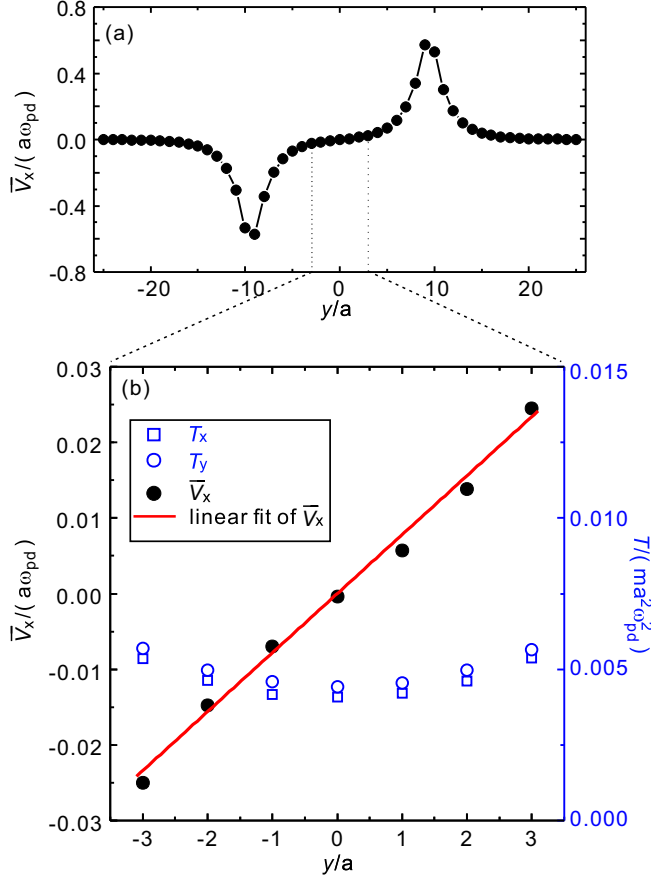 (a)
0.8
0.4
0.0
-0.4
-0.8
V̅x/( aωpd )
-20 -10 0 10 20
y/a
(b)
0.03
0.02
0.01
0.00
-0.01
-0.02
-0.03
V̅x/( aωpd )
Tx
Ty
V̅x
linear fit of V̅x
0.015
0.010
0.005
0.000
T/( ma²ω²pd )
-3 -2 -1 0 1 2 3
y/a